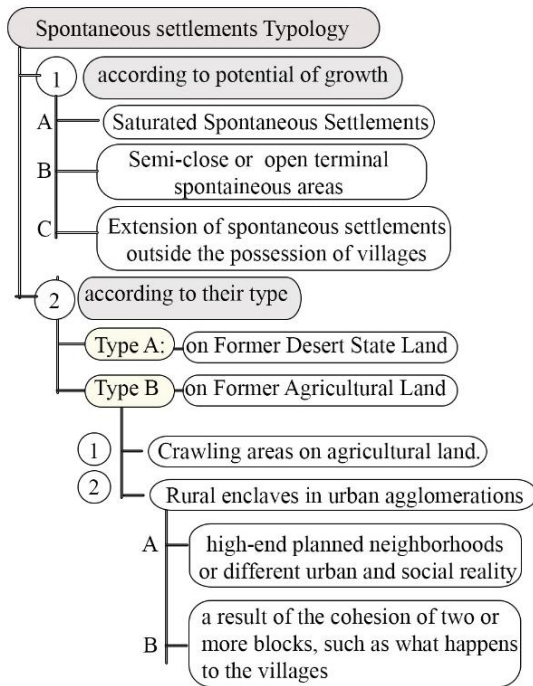 Spontaneous settlements Typology
1 according to potential of growth
A Saturated Spontaneous Settlements
B Semi-close or open terminal
spontaineous areas
C Extension of spontaneous settlements
outside the possession of villages
2 according to their type
Type A: on Former Desert State Land
Type B on Former Agricultural Land
1 Crawling areas on agricultural land.
2 Rural enclaves in urban agglomerations
A high-end planned neighborhoods
or different urban and social reality
B a result of the cohesion of two or
more blocks, such as what happens
to the villages